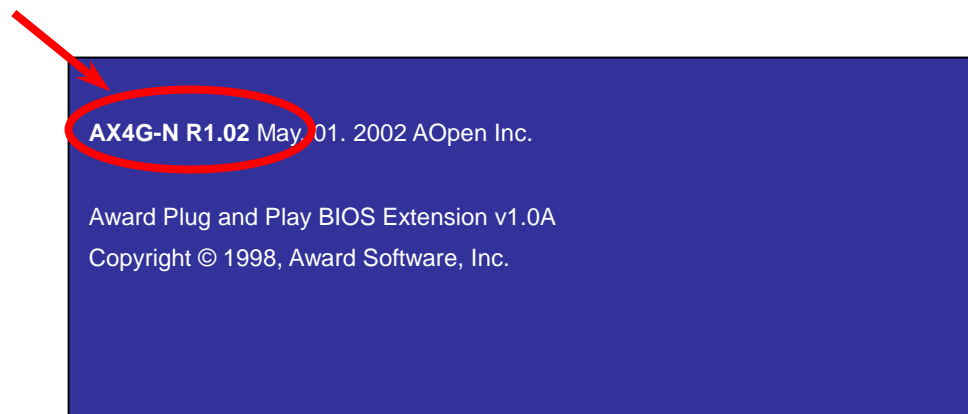 AX4G-N R1.02 May. 01. 2002 AOpen Inc.
Award Plug and Play BIOS Extension v1.0A
Copyright © 1998, Award Software, Inc.